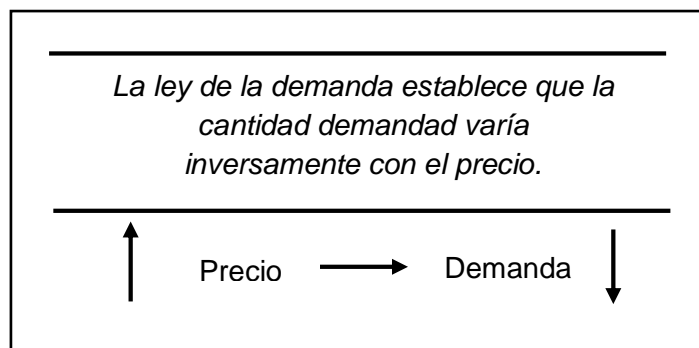 La ley de la demanda establece que la
cantidad demandad varía
inversamente con el precio.
Precio Demanda